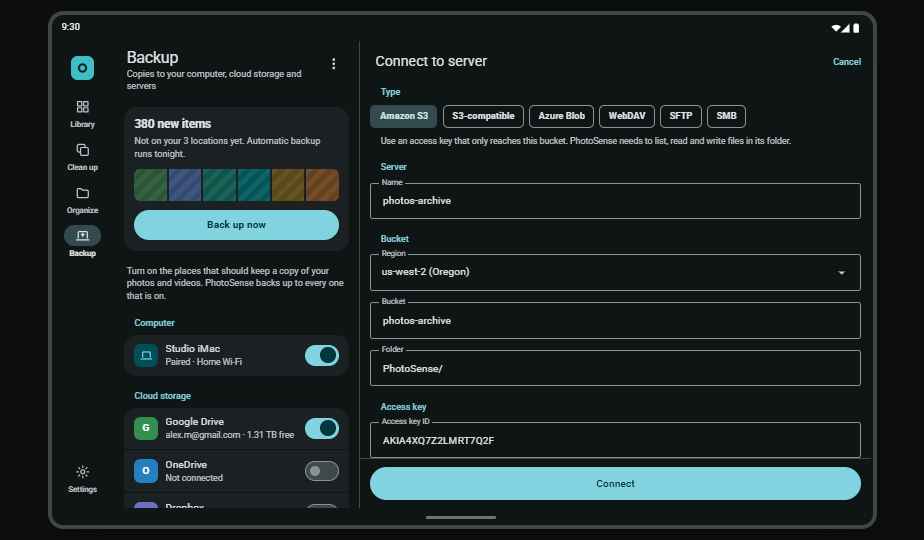 9:30
Library
Clean up
Organize
Backup
Settings
Backup
Copies to your computer, cloud storage and
servers
380 new items
Not on your 3 locations yet. Automatic backup
runs tonight.
Back up now
Turn on the places that should keep a copy of your
photos and videos. PhotoSense backs up to every one
that is on.
Computer
Studio iMac
Paired · Home Wi-Fi
Cloud storage
G
Google Drive
alex.m@gmail.com · 1.31 TB free
O
OneDrive
Not connected
Dropbox
Connect to server
Cancel
Type
Amazon S3
S3-compatible
Azure Blob
WebDAV
SFTP
SMB
Use an access key that only reaches this bucket. PhotoSense needs to list, read and write files in its folder.
Server
Name
photos-archive
Bucket
Region
us-west-2 (Oregon)
Bucket
photos-archive
Folder
PhotoSense/
Access key
Access key ID
AKIA4XQ7Z2LMRT7Q2F
Connect